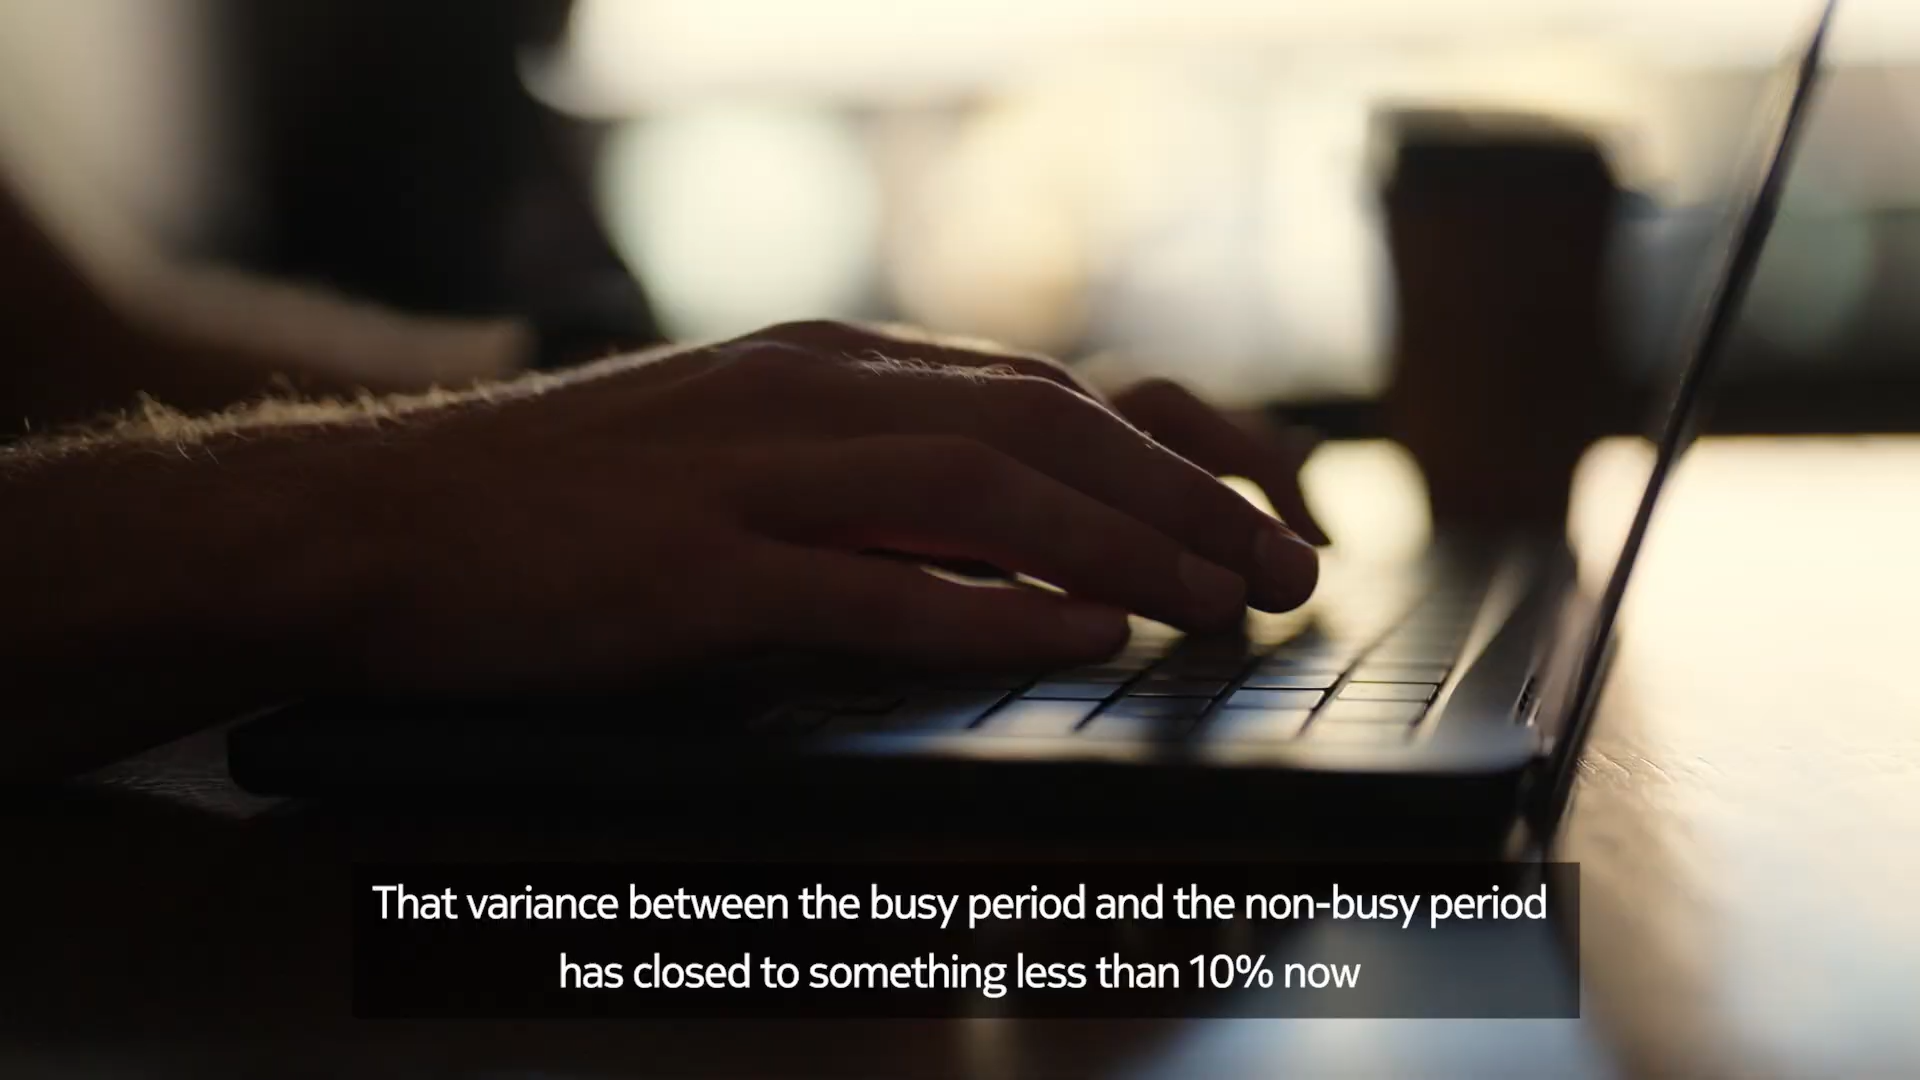 That variance between the busy period and the non-busy period
has closed to something less than 10% now